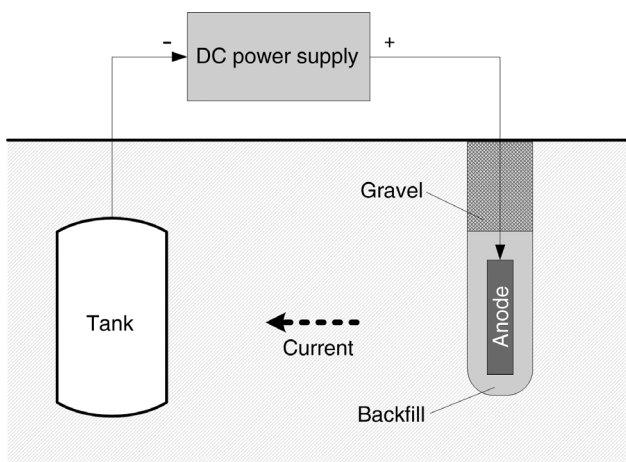 -
DC power supply
+
Gravel
Tank
Current
Anode
Backfill